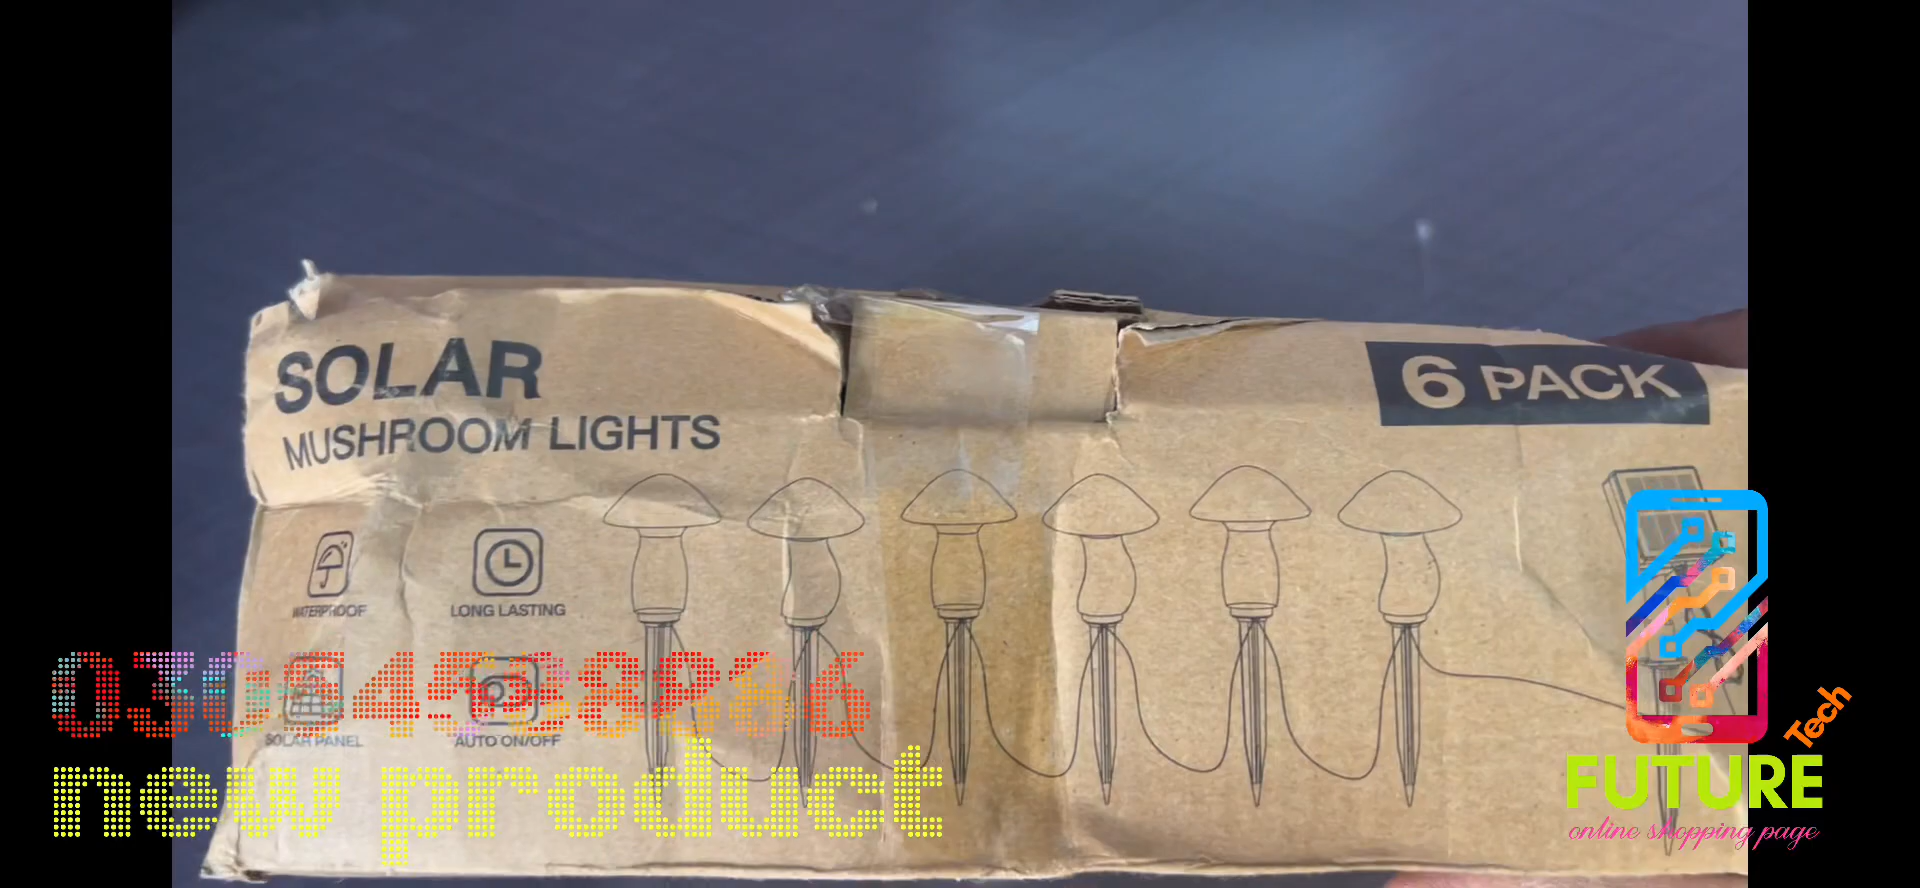 SOLAR
MUSHROOM LIGHTS
6 PACK
WATERPROOF
LONG LASTING
SOLAR PANEL
AUTO ON/OFF
new product
Tech
FUTURE
online shopping page